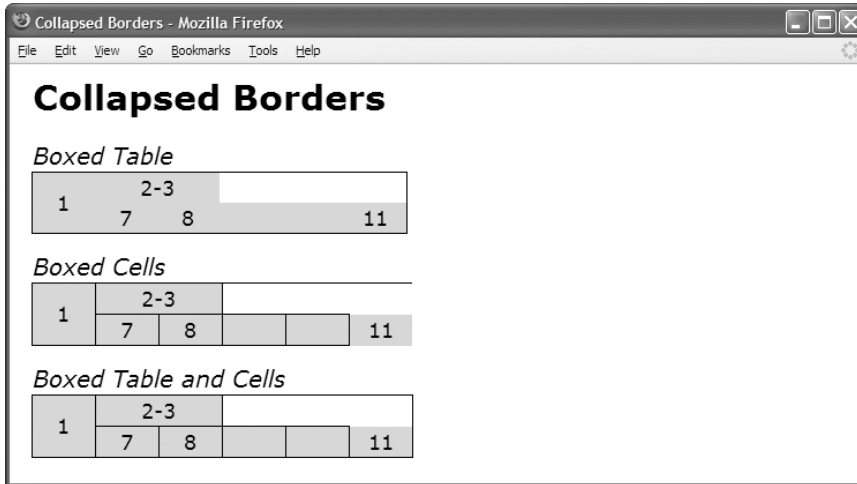 Collapsed Borders - Mozilla Firefox
File Edit View Go Bookmarks Tools Help
Collapsed Borders
Boxed Table
1 2-3
7 8 11
Boxed Cells
1 2-3
7 8 11
Boxed Table and Cells
1 2-3
7 8 11